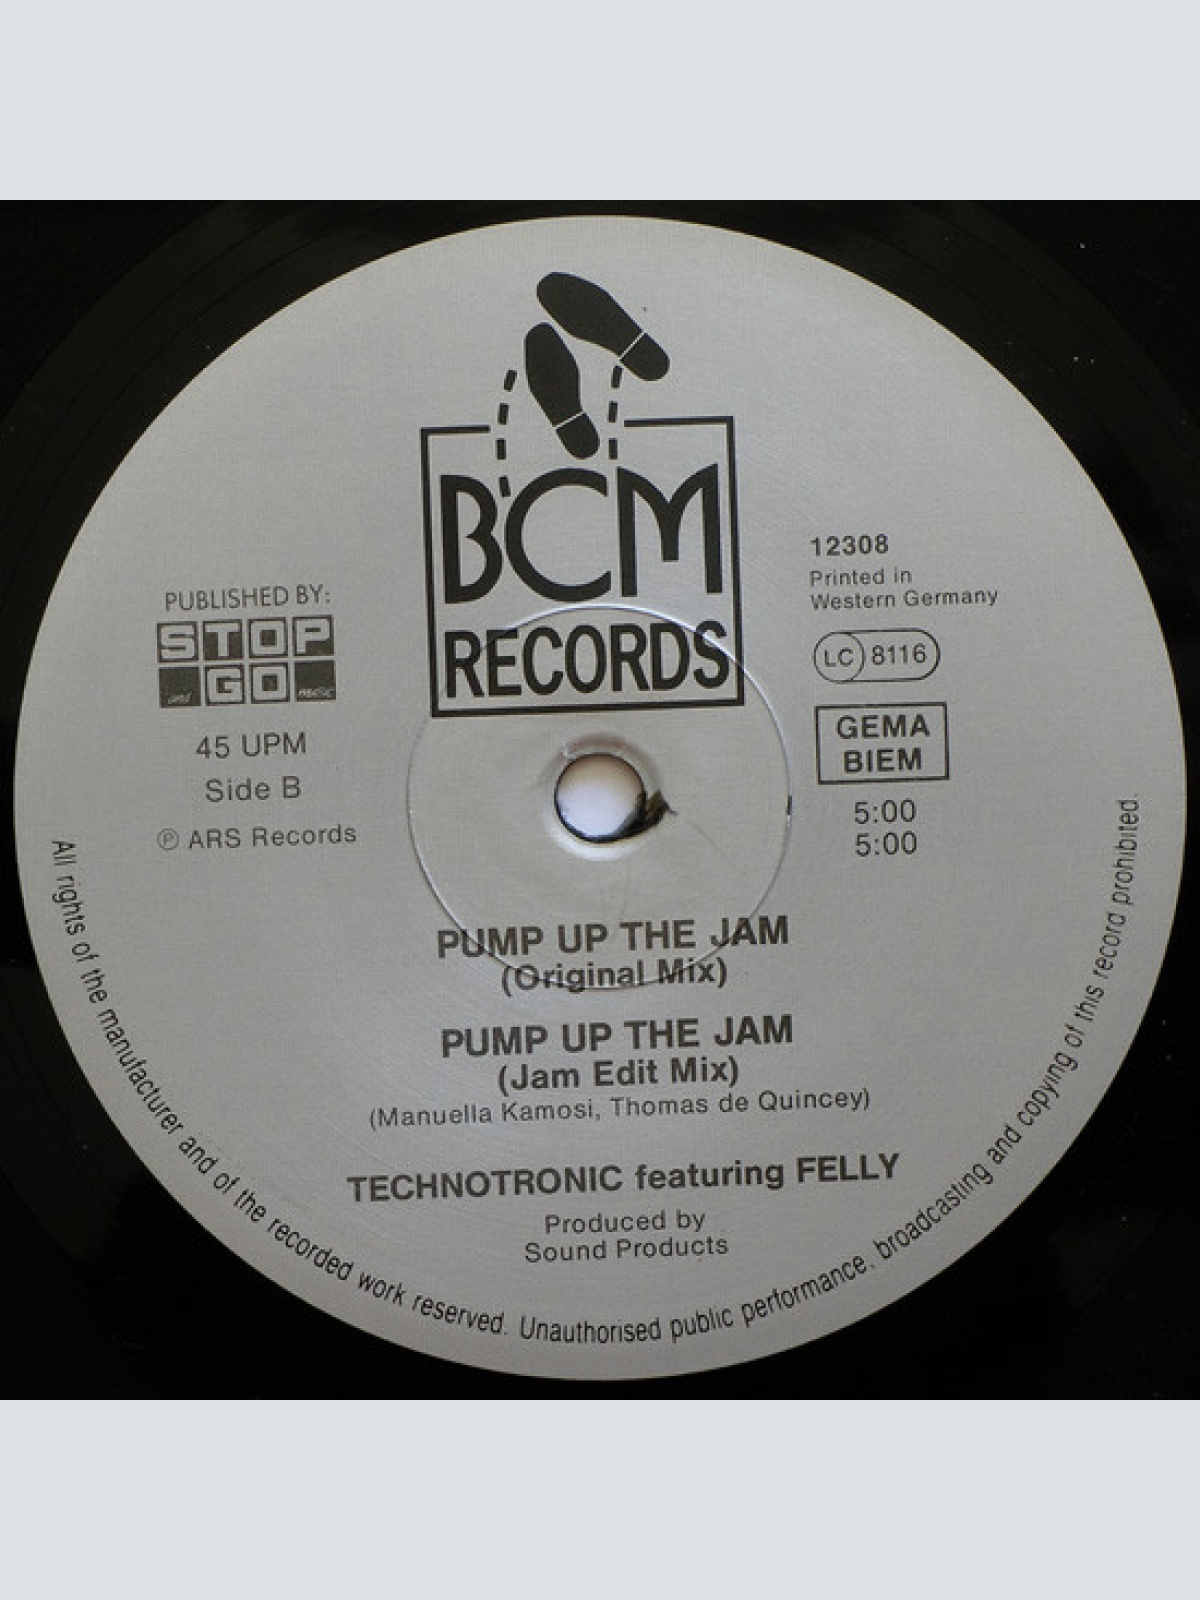 BCM
RECORDS
PUBLISHED BY:
STOP
and GO music
45 UPM
Side B
Ⓟ ARS Records
12308
Printed in
Western Germany
LC 8116
GEMA
BIEM
5:00
5:00
PUMP UP THE JAM
(Original Mix)
PUMP UP THE JAM
(Jam Edit Mix)
(Manuella Kamosi, Thomas de Quincey)
TECHNOTRONIC featuring FELLY
Produced by
Sound Products
All rights of the manufacturer and of the recorded work reserved. Unauthorised public performance. broadcasting and copying of this record prohibited.